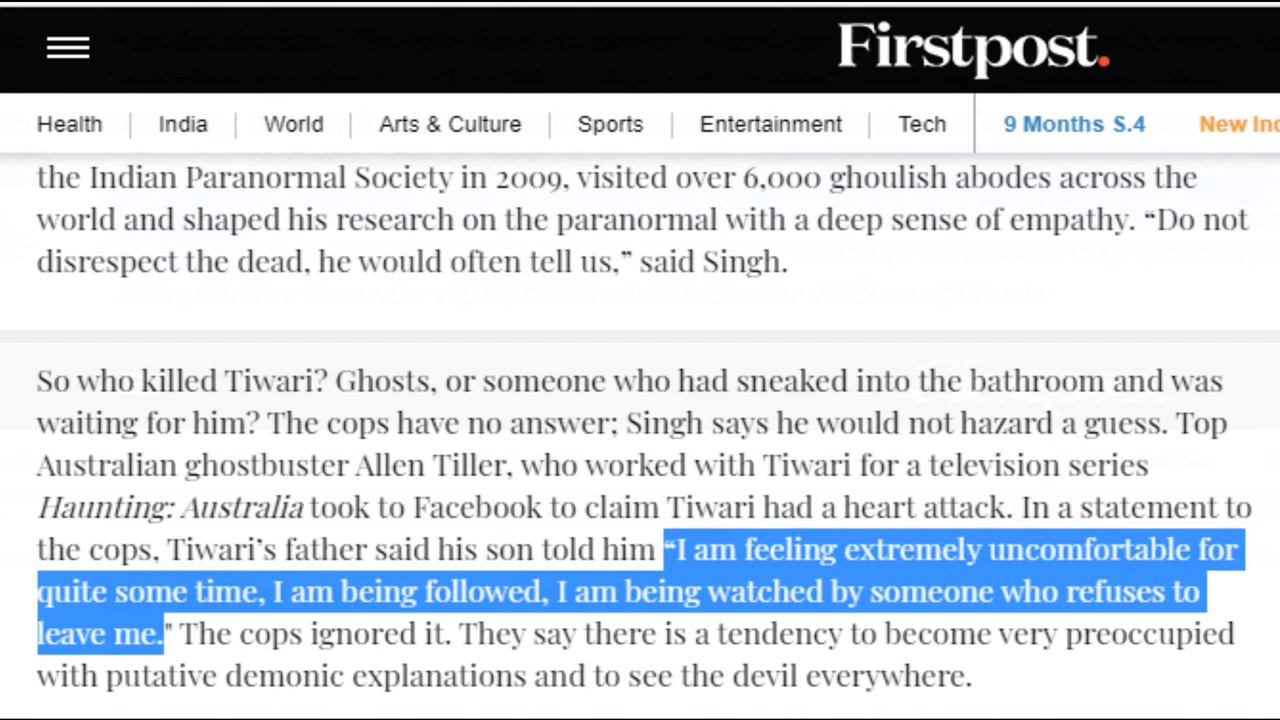 Firstpost.
Health India World Arts & Culture Sports Entertainment Tech 9 Months S.4 New Ind
the Indian Paranormal Society in 2009, visited over 6,000 ghoulish abodes across the
world and shaped his research on the paranormal with a deep sense of empathy. “Do not
disrespect the dead, he would often tell us,” said Singh.
So who killed Tiwari? Ghosts, or someone who had sneaked into the bathroom and was
waiting for him? The cops have no answer; Singh says he would not hazard a guess. Top
Australian ghostbuster Allen Tiller, who worked with Tiwari for a television series
Haunting: Australia took to Facebook to claim Tiwari had a heart attack. In a statement to
the cops, Tiwari’s father said his son told him “I am feeling extremely uncomfortable for
quite some time, I am being followed, I am being watched by someone who refuses to
leave me." The cops ignored it. They say there is a tendency to become very preoccupied
with putative demonic explanations and to see the devil everywhere.